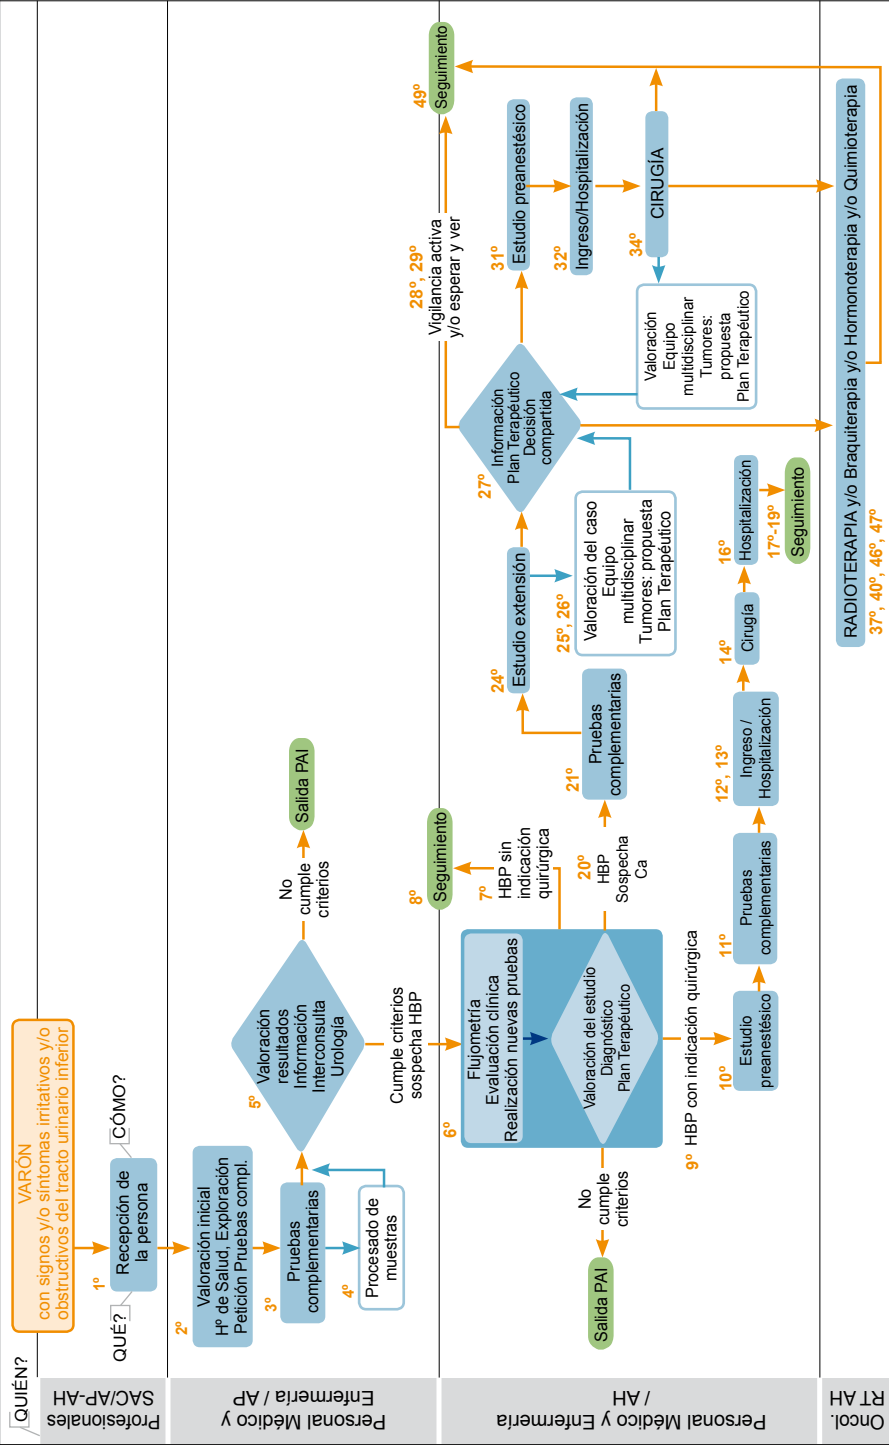 QUIÉN?
VARÓN
con signos y/o síntomas irritativos y/o
obstructivos del tracto urinario inferior
Profesionales
SAC/AP-AH
QUÉ?
CÓMO?
1º
Recepción de
la persona
Personal Médico y
Enfermería / AP
2º
Valoración inicial
Hº de Salud, Exploración
Petición Pruebas compl.
3º
Pruebas
complementarias
4º
Procesado de
muestras
5º
Valoración
resultados
Información
Interconsulta
Urología
No
cumple
criterios
Salida PAI
Cumple criterios
sospecha HBP
Personal Médico y Enfermería
/ AH
6º
Flujometría
Evaluación clínica
Realización nuevas pruebas
Valoración del estudio
Diagnóstico
Plan Terapéutico
No
cumple
criterios
Salida PAI
7º
HBP sin
indicación
quirúrgica
8º
Seguimiento
9º HBP con indicación quirúrgica
10º
Estudio
preanestésico
11º
Pruebas
complementarias
12º, 13º
Ingreso /
Hospitalización
14º
Cirugía
16º
Hospitalización
17º-19º
Seguimiento
20º
HBP
Sospecha
Ca
21º
Pruebas
complementarias
24º
Estudio extensión
25º, 26º
Valoración del caso
Equipo
multidisciplinar
Tumores: propuesta
Plan Terapéutico
27º
Información
Plan Terapéutico
Decisión
compartida
28º, 29º
Vigilancia activa
y/o esperar y ver
49º
Seguimiento
31º
Estudio preanestésico
32º
Ingreso/Hospitalización
34º
CIRUGÍA
Valoración
Equipo
multidisciplinar
Tumores:
propuesta
Plan Terapéutico
Oncol.
RT AH
RADIOTERAPIA y/o Braquiterapia y/o Hormonoterapia y/o Quimioterapia
37º, 40º, 46º, 47º